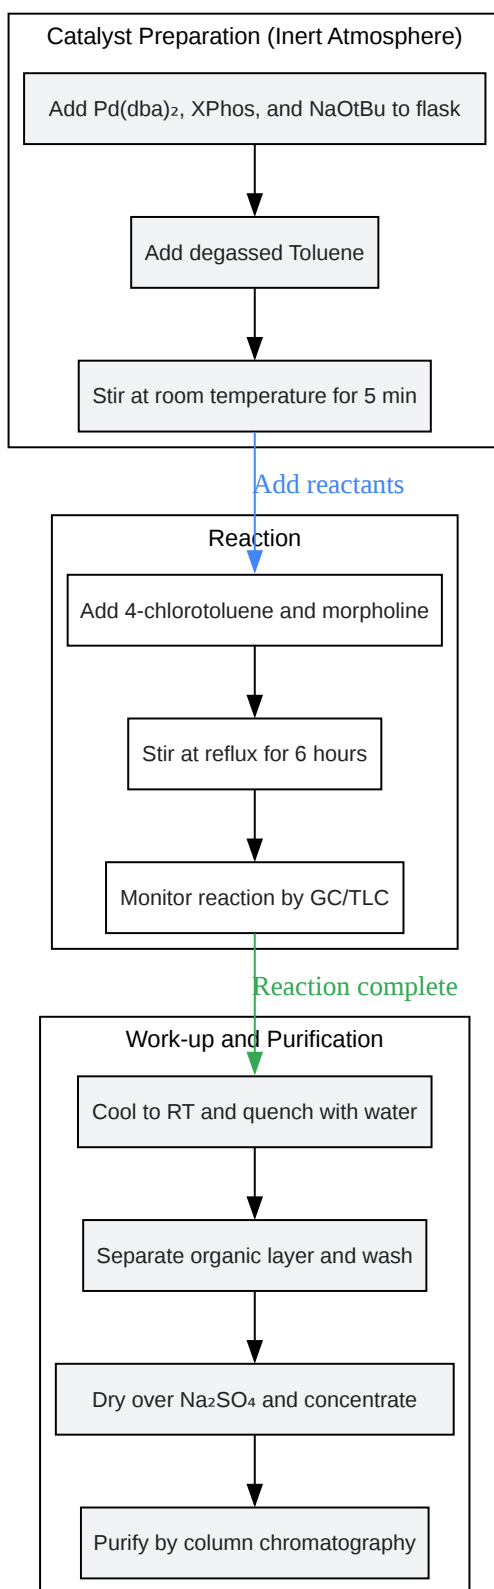 Catalyst Preparation (Inert Atmosphere)
Add Pd(dba)₂, XPhos, and NaOtBu to flask
Add degassed Toluene
Stir at room temperature for 5 min
Add reactants
Reaction
Add 4-chlorotoluene and morpholine
Stir at reflux for 6 hours
Monitor reaction by GC/TLC
Reaction complete
Work-up and Purification
Cool to RT and quench with water
Separate organic layer and wash
Dry over Na₂SO₄ and concentrate
Purify by column chromatography